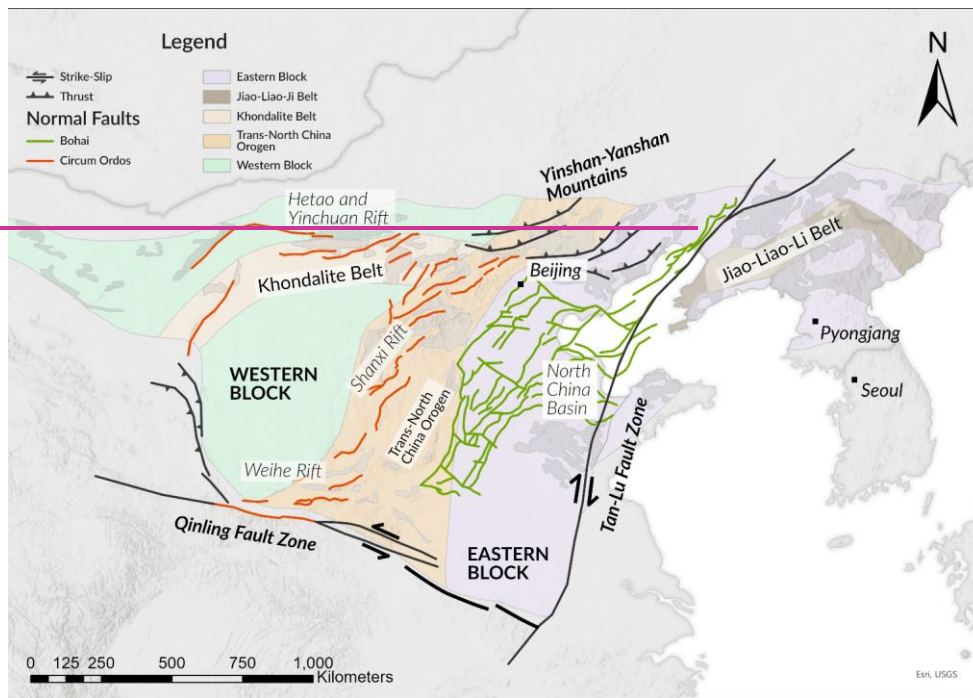 Legend
Strike-Slip
Thrust
Normal Faults
Bohai
Circum Ordos
Eastern Block
Jiao-Liao-Ji Belt
Khondalite Belt
Trans-North China
Orogen
Western Block
N
Yinshan-Yanshan
Mountains
Hetao and
Yinchuan Rift
Khondalite Belt
Beijing
Jiao-Liao-Li Belt
Pyongjang
Seoul
Shanxi Rift
WESTERN
BLOCK
North
China
Basin
Trans-North
China Orogen
Weihe Rift
Tan-Lu Fault Zone
Qinling Fault Zone
EASTERN
BLOCK
0 125 250 500 750 1,000
Kilometers
Esri, USGS